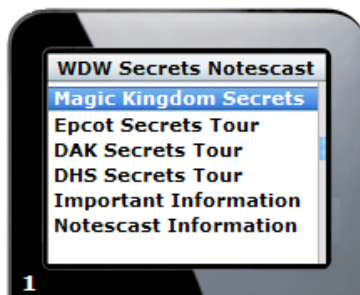 WDW Secrets Notescast
Magic Kingdom Secrets
Epcot Secrets Tour
DAK Secrets Tour
DHS Secrets Tour
Important Information
Notescast Information
1